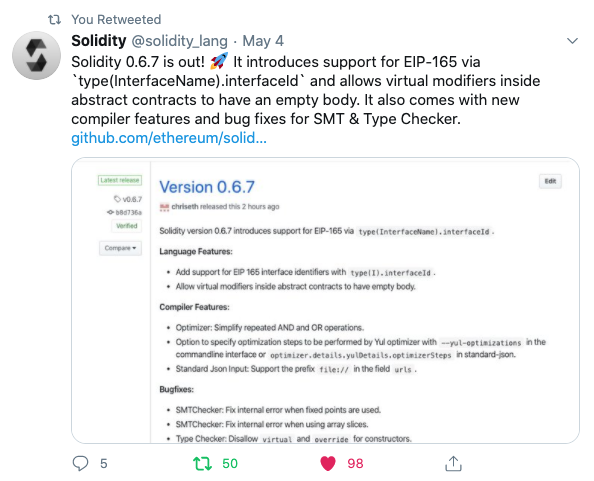 You Retweeted
Solidity @solidity_lang · May 4
Solidity 0.6.7 is out! 🚀 It introduces support for EIP-165 via
`type(InterfaceName).interfaceId` and allows virtual modifiers inside
abstract contracts to have an empty body. It also comes with new
compiler features and bug fixes for SMT & Type Checker.
github.com/ethereum/solid...
Latest release
v0.6.7
b8d736a
Verified
Compare
Version 0.6.7
Edit
chriseth released this 2 hours ago
Solidity version 0.6.7 introduces support for EIP-165 via type(InterfaceName).interfaceId .
Language Features:
• Add support for EIP 165 interface identifiers with type(I).interfaceId .
• Allow virtual modifiers inside abstract contracts to have empty body.
Compiler Features:
• Optimizer: Simplify repeated AND and OR operations.
• Option to specify optimization steps to be performed by Yul optimizer with --yul-optimizations in the
commandline interface or optimizer.details.yulDetails.optimizerSteps in standard-json.
• Standard Json Input: Support the prefix file:// in the field urls .
Bugfixes:
• SMTChecker: Fix internal error when fixed points are used.
• SMTChecker: Fix internal error when using array slices.
• Type Checker: Disallow virtual and override for constructors.
5
50
98